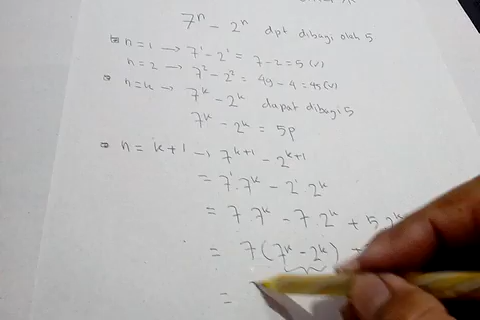 7ⁿ - 2ⁿ dpt dibagi oleh 5
n=1 → 7¹ - 2¹ = 7-2 = 5 (v)
n=2 → 7² - 2² = 49 - 4 = 45 (v)
n=k → 7ᵏ - 2ᵏ dapat dibagi 5
7ᵏ - 2ᵏ = 5p
n = k+1 → 7ᵏ⁺¹ - 2ᵏ⁺¹
= 7¹.7ᵏ - 2¹.2ᵏ
= 7.7ᵏ - 7.2ᵏ + 5.2ᵏ
= 7(7ᵏ - 2ᵏ) +
=